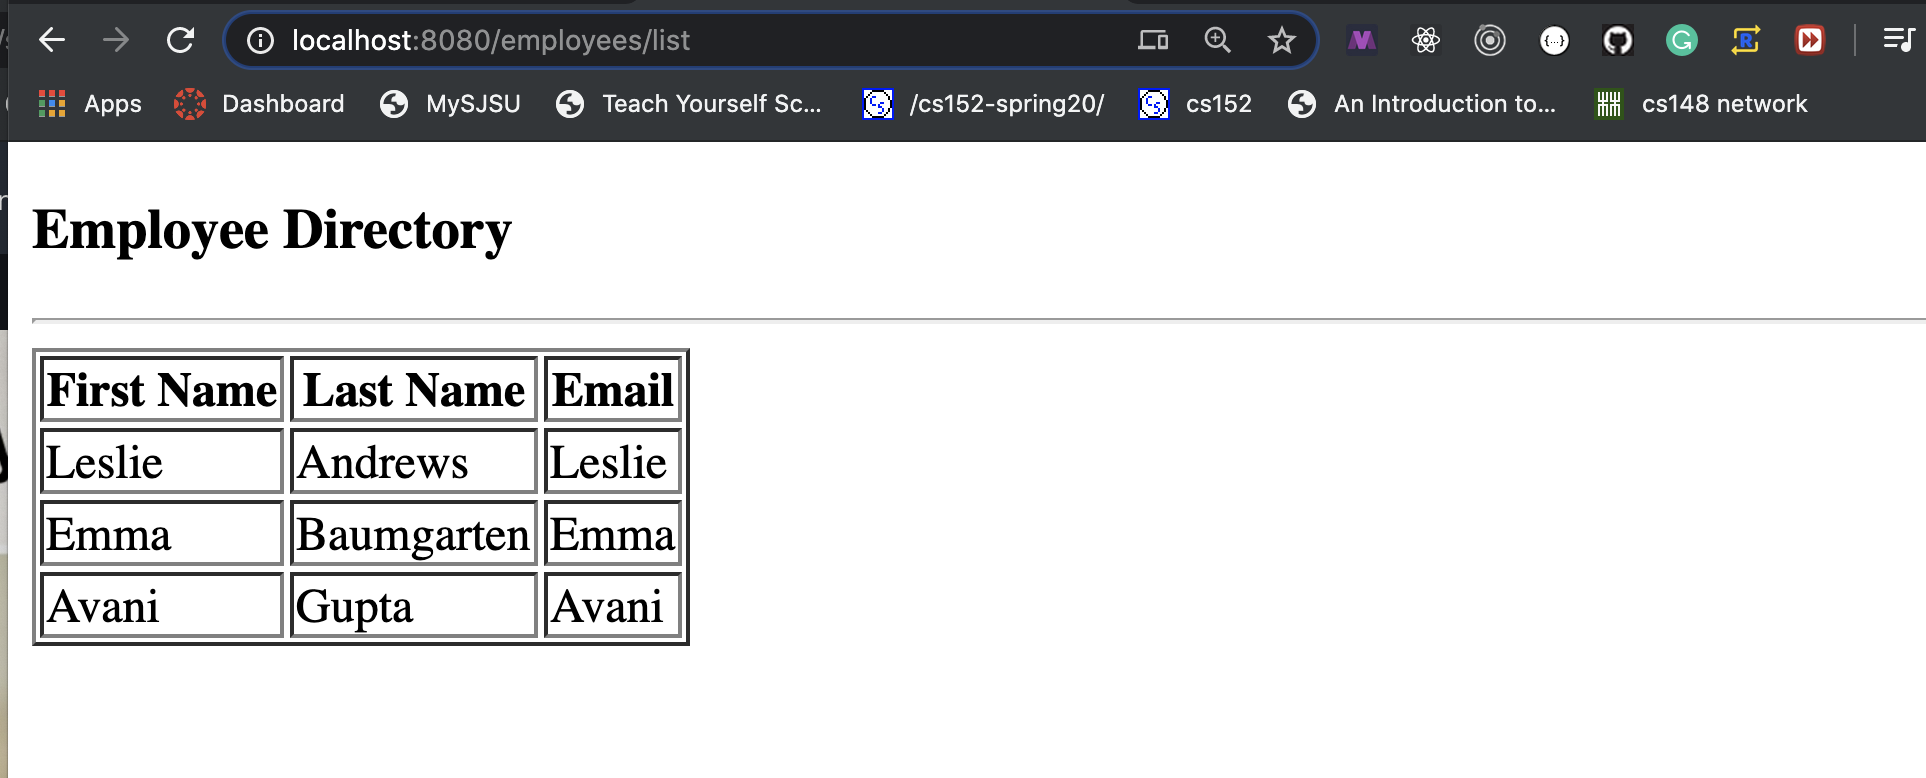 localhost:8080/employees/list
Apps Dashboard MySJSU Teach Yourself Sc... /cs152-spring20/ cs152 An Introduction to... cs148 network
Employee Directory
First Name Last Name Email
Leslie Andrews Leslie
Emma Baumgarten Emma
Avani Gupta Avani